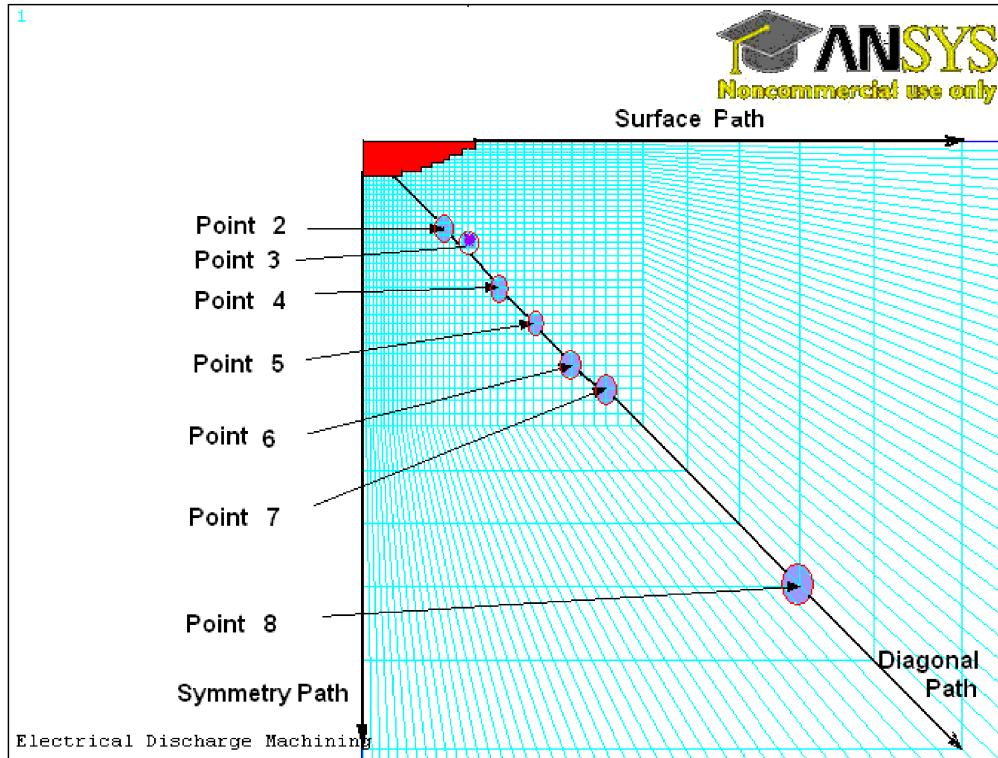 1
ANSYS
Noncommercial use only
Surface Path
Point 2
Point 3
Point 4
Point 5
Point 6
Point 7
Point 8
Diagonal
Path
Symmetry Path
Electrical Discharge Machining